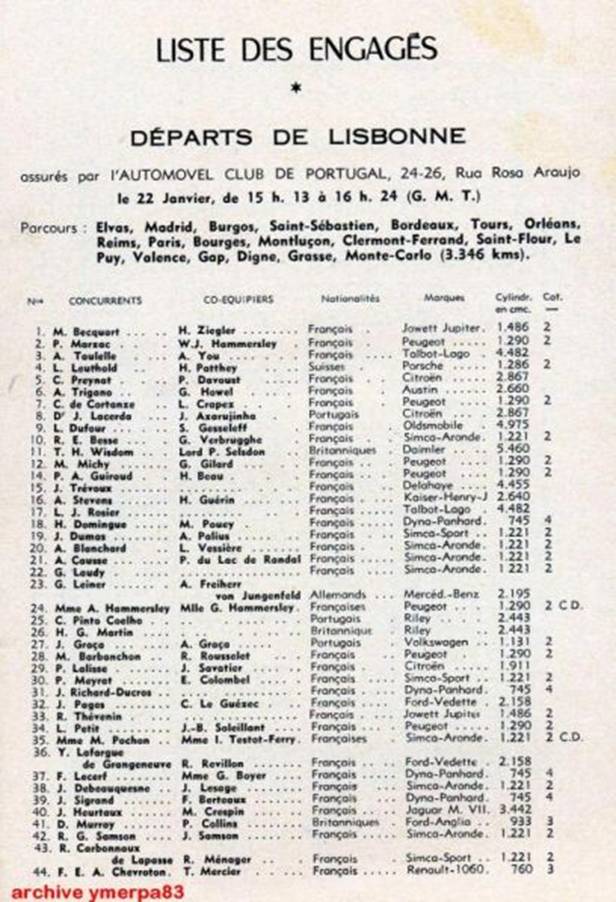 LISTE DES ENGAGÉS
*
DÉPARTS DE LISBONNE
assurés par l'AUTOMOVEL CLUB DE PORTUGAL, 24-26, Rua Rosa Araujo
le 22 Janvier, de 15 h. 13 à 16 h. 24 (G. M. T.)
Parcours : Elvas, Madrid, Burgos, Saint-Sébastien, Bordeaux, Tours, Orléans,
Reims, Paris, Bourges, Montluçon, Clermont-Ferrand, Saint-Flour, Le
Puy, Valence, Gap, Digne, Grasse, Monte-Carlo (3.346 kms).
Nos CONCURRENTS CO-EQUIPIERS Nationalités Marques Cylindr. en cmc. Cat.
1. M. Becquart .... .. H. Ziegler ........ Français . Jowett Jupiter. 1.486 2
2. P. Marzac ... .. W.J. Hammersley Français . Peugeot ..... 1.290 2
3. A. Toulelle ... .. A. You ........ Français .... Talbot-Lago . 4.482
4. L. Leuthold ... .. H. Patthey ... Suisses . Porsche ..... 1.286 2
5. C. Preynat . .. P. Davoust .... Français .... Citroën ..... 2.867
6. A. Trigano . .. G. Howel ..... Français .... Austin ...... 2.660
7. C. de Cortanze .. L. Crapez .. Français .... Peugeot ..... 1.290 2
8. Dr J. Lacerda .. J. Azarujinha .. Portugais Citroën ..... 2.867
9. L. Dufour .... .. S. Gesseleff Français .... Oldsmobile 4.975
10. R. E. Besse .. .. G. Verbrugghe Français .... Simca-Aronde. 1.221 2
11. T. H. Wisdom .. Lord P. Selsdon Britanniques . Daimler ..... 5.460
12. M. Michy .... .. G. Gilard ... Français .... Peugeot .... 1.290 2
14. P. A. Guiraud .. H. Beau ..... Français .... Peugeot .... 1.290 2
15. J. Trévoux .. .. Français .... Delahaye .... 4.455
16. A. Stevens .. .. H. Guérin ... Français .... Kaiser-Henry-J 2.640
17. L. J. Rosier .. .. Français .... Talbot-Lago . 4.482
18. H. Domingue .. M. Pouey .... Français .... Dyna-Panhard. 745 4
19. J. Dumas .... .. A. Palius .... Français .... Simca-Sport .. 1.221 2
20. A. Blanchard .. L. Vessière ... Français .... Simca-Aronde. 1.221 2
21. A. Causse .. .. P. du Lac de Randal Français .... Simca-Aronde. 1.221 2
22. G. Laudy . .. Français .... Simca-Aronde. 1.221 2
23. G. Leiner .. .. A. Freiherr
von Jungenfeld Allemands ... Mercéd.-Benz 2.195
24. Mme A. Hammersley Mlle G. Hammersley. Françaises Peugeot ... 1.290 2 C.D.
25. C. Pinto Coelho Portugais Riley ....... 2.443
26. H. G. Martin .. Britannique Riley ....... 2.443
27. J. Graça .. .. A. Graça .... Portugais Volkswagen .. 1.131 2
28. M. Barbanchon .. R. Rousselet Français .... Peugeot .... 1.290 2
29. P. Lalisse .. .. J. Savatier .. Français .... Citroën ..... 1.911
30. P. Meyrat ... .. E. Colombel .. Français .... Simca-Sport .. 1.221 2
31. J. Richard-Ducros .. Français .... Dyna-Panhard. 745 4
32. J. Pages .... .. C. Le Guézec . Français .... Ford-Vedette . 2.158
33. R. Thévenin .. .. Français .... Jowett Jupiter 1.486 2
34. L. Petit .... .. J.-B. Soleillant .... Français .... Peugeot ..... 1.290 2
35. Mme M. Pochon .. Mme I. Testot-Ferry. Françaises Simca-Aronde. 1.221 2 C.D.
36. Y. Lafargue
de Grangeneuve R. Revillon .... Français .... Ford-Vedette . 2.158
37. F. Lecerf ... .. Mme G. Boyer ... Français .... Dyna-Panhard. 745 4
38. J. Debeauquesne .. J. Lesage .... Français .... Simca-Aronde. 1.221 2
39. J. Sigrand .. .. F. Berteaux .. Français .... Dyna-Panhard. 745 4
40. J. Heurtaux .. .. M. Crespin ... Français .... Jaguar M. VII. 3.442
41. D. Murray .. .. P. Collins ... Britanniques . Ford-Anglia .. 933 3
42. R. G. Samson .. J. Samson ... Français .... Simca-Aronde. 1.221 2
43. R. Carbonnaux
de Lapasse R. Ménager .. Français Simca-Sport .. 1.221 2
44. F. E. A. Chevroton. T. Mercier ... Français ..... Renault-1060. 760 3
archive ymerpa83